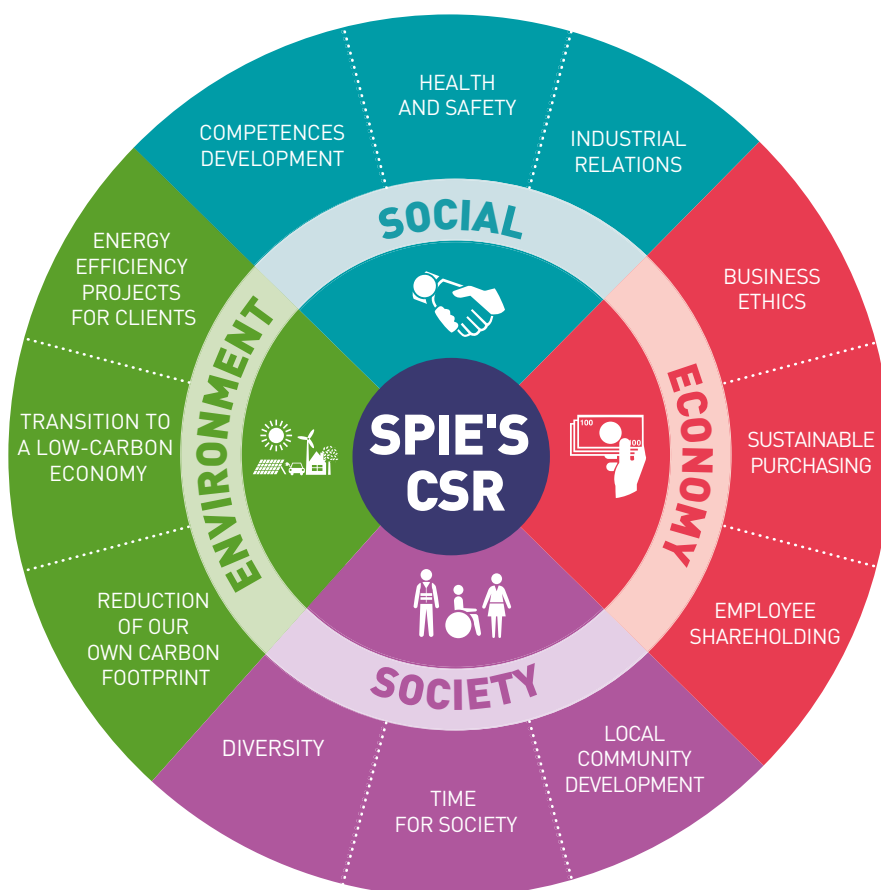 HEALTH
AND SAFETY
COMPETENCES
DEVELOPMENT
INDUSTRIAL
RELATIONS
SOCIAL
ENERGY
EFFICIENCY
PROJECTS
FOR CLIENTS
TRANSITION TO
A LOW-CARBON
ECONOMY
REDUCTION
OF OUR
OWN CARBON
FOOTPRINT
ENVIRONMENT
SPIE'S
CSR
100
100
ECONOMY
BUSINESS
ETHICS
SUSTAINABLE
PURCHASING
EMPLOYEE
SHAREHOLDING
SOCIETY
DIVERSITY
TIME
FOR SOCIETY
LOCAL
COMMUNITY
DEVELOPMENT